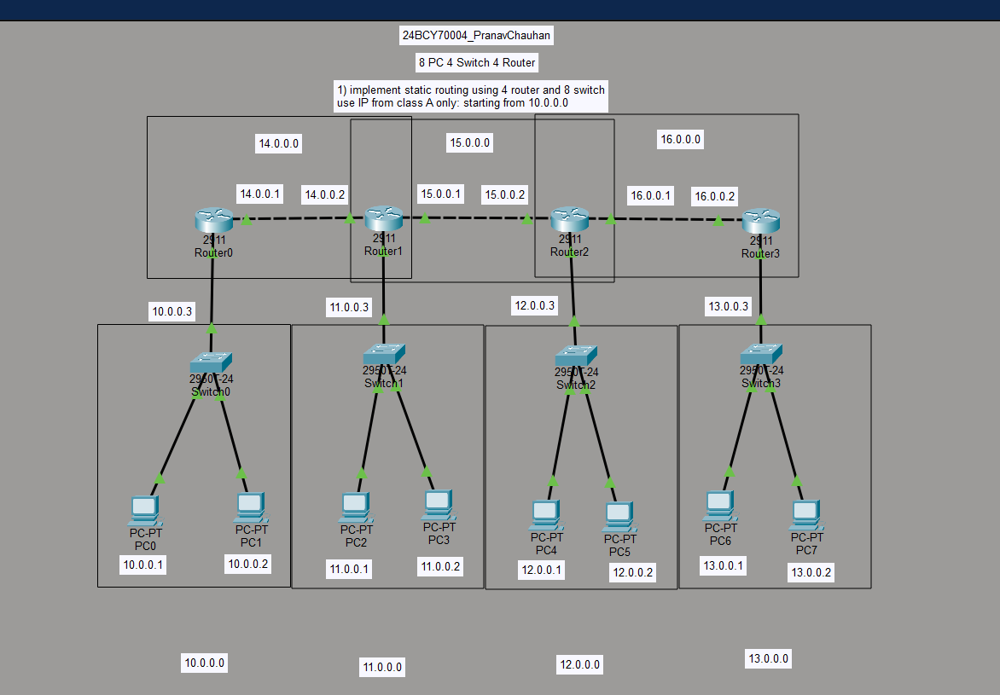 24BCY70004_PranavChauhan
8 PC 4 Switch 4 Router
1) implement static routing using 4 router and 8 switch
use IP from class A only: starting from 10.0.0.0
14.0.0.0
15.0.0.0
16.0.0.0
14.0.0.1
14.0.0.2
15.0.0.1
15.0.0.2
16.0.0.1
16.0.0.2
2911
Router0
2911
Router1
2911
Router2
2911
Router3
10.0.0.3
11.0.0.3
12.0.0.3
13.0.0.3
2950T-24
Switch0
2950T-24
Switch1
2950T-24
Switch2
2950T-24
Switch3
PC-PT
PC0
PC-PT
PC1
PC-PT
PC2
PC-PT
PC3
PC-PT
PC4
PC-PT
PC5
PC-PT
PC6
PC-PT
PC7
10.0.0.1
10.0.0.2
11.0.0.1
11.0.0.2
12.0.0.1
12.0.0.2
13.0.0.1
13.0.0.2
10.0.0.0
11.0.0.0
12.0.0.0
13.0.0.0